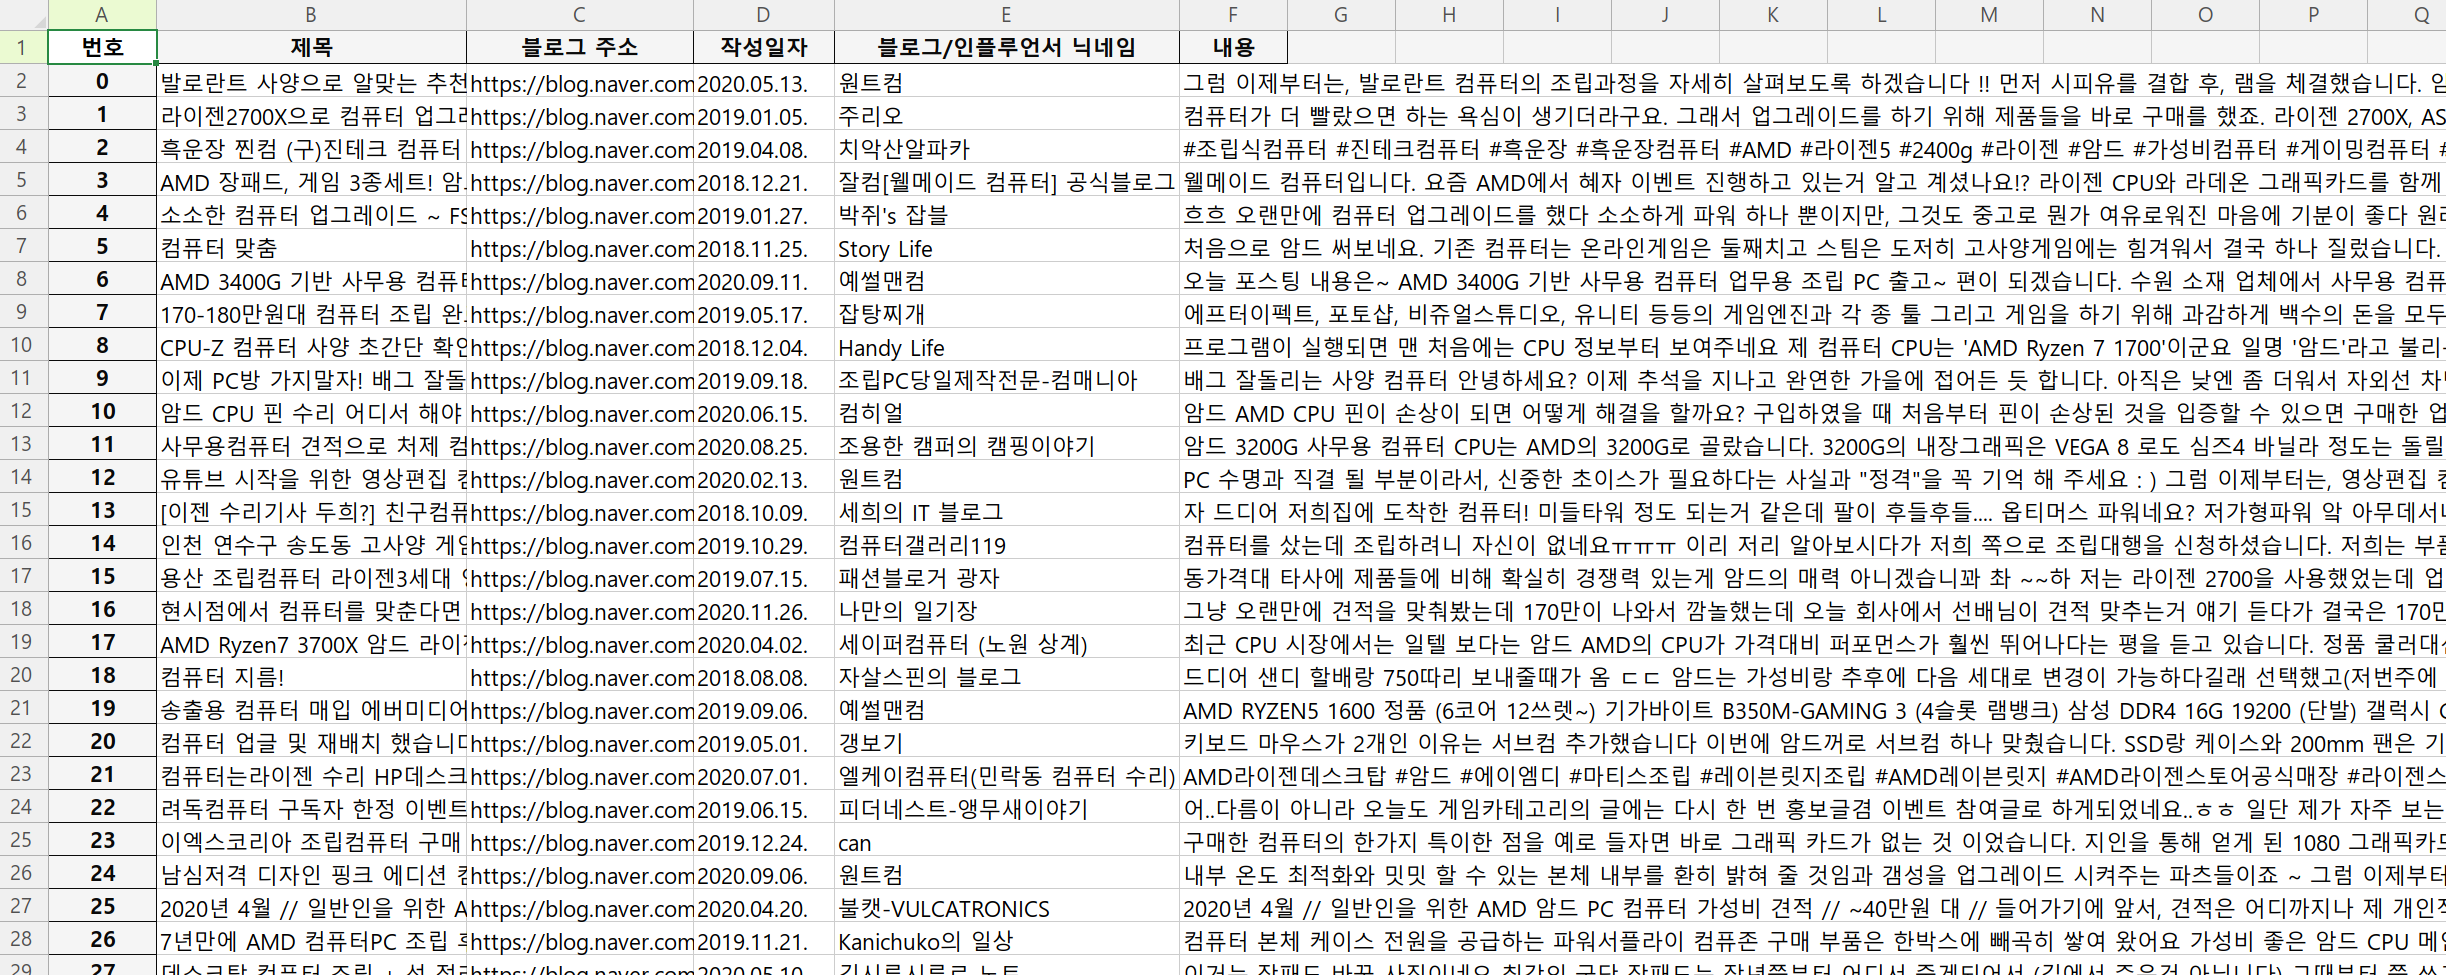 A B C D E F G H I J K L M N O P Q
1 번호 제목 블로그 주소 작성일자 블로그/인플루언서 닉네임 내용
2 0 발로란트 사양으로 알맞는 추천 https://blog.naver.com 2020.05.13. 원트컴 그럼 이제부터는, 발로란트 컴퓨터의 조립과정을 자세히 살펴보도록 하겠습니다 !! 먼저 시피유를 결합 후, 램을 체결했습니다.
3 1 라이젠2700X으로 컴퓨터 업그레 https://blog.naver.com 2019.01.05. 주리오 컴퓨터가 더 빨랐으면 하는 욕심이 생기더라구요. 그래서 업그레이드를 하기 위해 제품들을 바로 구매를 했죠. 라이젠 2700X, AS
4 2 흑운장 찐컴 (구)진테크 컴퓨터 https://blog.naver.com 2019.04.08. 치악산알파카 #조립식컴퓨터 #진테크컴퓨터 #흑운장 #흑운장컴퓨터 #AMD #라이젠5 #2400g #라이젠 #암드 #가성비컴퓨터 #게이밍컴퓨터 #
5 3 AMD 장패드, 게임 3종세트! 암 https://blog.naver.com 2018.12.21. 잘컴[웰메이드 컴퓨터] 공식블로그 웰메이드 컴퓨터입니다. 요즘 AMD에서 혜자 이벤트 진행하고 있는거 알고 계셨나요!? 라이젠 CPU와 라데온 그래픽카드를 함께
6 4 소소한 컴퓨터 업그레이드 ~ FS https://blog.naver.com 2019.01.27. 박쥐's 잡블 흐흐 오랜만에 컴퓨터 업그레이드를 했다 소소하게 파워 하나 뿐이지만, 그것도 중고로 뭔가 여유로워진 마음에 기분이 좋다
7 5 컴퓨터 맞춤 https://blog.naver.com 2018.11.25. Story Life 처음으로 암드 써보네요. 기존 컴퓨터는 온라인게임은 둘째치고 스팀은 도저히 고사양게임에는 힘겨워서 결국 하나 질렀습니다.
8 6 AMD 3400G 기반 사무용 컴퓨터 https://blog.naver.com 2020.09.11. 예썰맨컴 오늘 포스팅 내용은~ AMD 3400G 기반 사무용 컴퓨터 업무용 조립 PC 출고~ 편이 되겠습니다. 수원 소재 업체에서 사무용 컴퓨
9 7 170-180만원대 컴퓨터 조립 완 https://blog.naver.com 2019.05.17. 잡탕찌개 에프터이펙트, 포토샵, 비쥬얼스튜디오, 유니티 등등의 게임엔진과 각 종 툴 그리고 게임을 하기 위해 과감하게 백수의 돈을 모두
10 8 CPU-Z 컴퓨터 사양 초간단 확인 https://blog.naver.com 2018.12.04. Handy Life 프로그램이 실행되면 맨 처음에는 CPU 정보부터 보여주네요 제 컴퓨터 CPU는 'AMD Ryzen 7 1700'이군요 일명 '암드'라고 불리
11 9 이제 PC방 가지말자! 배그 잘돌 https://blog.naver.com 2019.09.18. 조립PC당일제작전문-컴매니아 배그 잘돌리는 사양 컴퓨터 안녕하세요? 이제 추석을 지나고 완연한 가을에 접어든 듯 합니다. 아직은 낮엔 좀 더워서 자외선
12 10 암드 CPU 핀 수리 어디서 해야 https://blog.naver.com 2020.06.15. 컴히얼 암드 AMD CPU 핀이 손상이 되면 어떻게 해결을 할까요? 구입하였을 때 처음부터 핀이 손상된 것을 입증할 수 있으면 구매한 업
13 11 사무용컴퓨터 견적으로 처제 컴 https://blog.naver.com 2020.08.25. 조용한 캠퍼의 캠핑이야기 암드 3200G 사무용 컴퓨터 CPU는 AMD의 3200G로 골랐습니다. 3200G의 내장그래픽은 VEGA 8 로도 심즈4 바닐라 정도는 돌릴
14 12 유튜브 시작을 위한 영상편집 컴 https://blog.naver.com 2020.02.13. 원트컴 PC 수명과 직결 될 부분이라서, 신중한 초이스가 필요하다는 사실과 "정격"을 꼭 기억 해 주세요 : ) 그럼 이제부터는, 영상편집 컴
15 13 [이젠 수리기사 두희?] 친구컴퓨 https://blog.naver.com 2018.10.09. 세희의 IT 블로그 자 드디어 저희집에 도착한 컴퓨터! 미들타워 정도 되는거 같은데 팔이 후들후들.... 옵티머스 파워네요? 저가형파워 앜 아무데서나
16 14 인천 연수구 송도동 고사양 게임 https://blog.naver.com 2019.10.29. 컴퓨터갤러리119 컴퓨터를 샀는데 조립하려니 자신이 없네요ㅠㅠㅠ 이리 저리 알아보시다가 저희 쪽으로 조립대행을 신청하셨습니다. 저희는 부품
17 15 용산 조립컴퓨터 라이젠3세대 https://blog.naver.com 2019.07.15. 패션블로거 광자 동가격대 타사에 제품들에 비해 확실히 경쟁력 있는게 암드의 매력 아니겠습니꽈 촤 ~~하 저는 라이젠 2700을 사용했었는데 업
18 16 현시점에서 컴퓨터를 맞춘다면 https://blog.naver.com 2020.11.26. 나만의 일기장 그냥 오랜만에 견적을 맞춰봤는데 170만이 나와서 깜놀했는데 오늘 회사에서 선배님이 견적 맞추는거 얘기 듣다가 결국은 170만
19 17 AMD Ryzen7 3700X 암드 라이젠 https://blog.naver.com 2020.04.02. 세이퍼컴퓨터 (노원 상계) 최근 CPU 시장에서는 일텔 보다는 암드 AMD의 CPU가 가격대비 퍼포먼스가 훨씬 뛰어나다는 평을 듣고 있습니다. 정품 쿨러대신
20 18 컴퓨터 지름! https://blog.naver.com 2018.08.08. 자살스핀의 블로그 드디어 샌디 할배랑 750따리 보내줄때가 옴 ㄷㄷ 암드는 가성비랑 추후에 다음 세대로 변경이 가능하다길래 선택했고(저번주에
21 19 송출용 컴퓨터 매입 에버미디어 https://blog.naver.com 2019.09.06. 예썰맨컴 AMD RYZEN5 1600 정품 (6코어 12쓰렛~) 기가바이트 B350M-GAMING 3 (4슬롯 램뱅크) 삼성 DDR4 16G 19200 (단발) 갤럭시
22 20 컴퓨터 업글 및 재배치 했습니다 https://blog.naver.com 2019.05.01. 갱보기 키보드 마우스가 2개인 이유는 서브컴 추가했습니다 이번에 암드꺼로 서브컴 하나 맞췄습니다. SSD랑 케이스와 200mm 팬은 기
23 21 컴퓨터는라이젠 수리 HP데스크 https://blog.naver.com 2020.07.01. 엘케이컴퓨터(민락동 컴퓨터 수리) AMD라이젠데스크탑 #암드 #에이엠디 #마티스조립 #레이븐릿지조립 #AMD레이븐릿지 #AMD라이젠스토어공식매장 #라이젠스
24 22 려독컴퓨터 구독자 한정 이벤트 https://blog.naver.com 2019.06.15. 피더네스트-앵무새이야기 어..다름이 아니라 오늘도 게임카테고리의 글에는 다시 한 번 홍보글겸 이벤트 참여글로 하게되었네요..ㅎㅎ 일단 제가 자주 보는
25 23 이엑스코리아 조립컴퓨터 구매 https://blog.naver.com 2019.12.24. can 구매한 컴퓨터의 한가지 특이한 점을 예로 들자면 바로 그래픽 카드가 없는 것 이었습니다. 지인을 통해 얻게 된 1080 그래픽카드
26 24 남심저격 디자인 핑크 에디션 컴 https://blog.naver.com 2020.09.06. 원트컴 내부 온도 최적화와 밋밋 할 수 있는 본체 내부를 환히 밝혀 줄 것임과 갬성을 업그레이드 시켜주는 파츠들이죠 ~ 그럼 이제부터
27 25 2020년 4월 // 일반인을 위한 A https://blog.naver.com 2020.04.20. 불캣-VULCATRONICS 2020년 4월 // 일반인을 위한 AMD 암드 PC 컴퓨터 가성비 견적 // ~40만원 대 // 들어가기에 앞서, 견적은 어디까지나 제 개인적
28 26 7년만에 AMD 컴퓨터PC 조립 후 https://blog.naver.com 2019.11.21. Kanichuko의 일상 컴퓨터 본체 케이스 전원을 공급하는 파워서플라이 컴퓨존 구매 부품은 한박스에 빼곡히 쌓여 왔어요 가성비 좋은 암드 CPU 메인
29 27 https://blog.naver.com 2020.05.10.